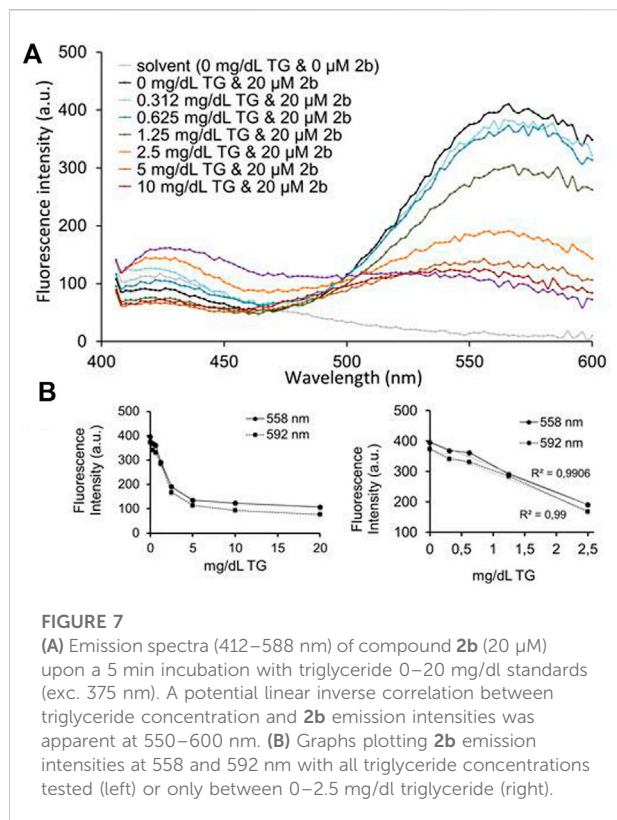 A
500
400
300
200
100
0
Fluorescence intensity (a.u.)
solvent (0 mg/dL TG & 0 µM 2b)
0 mg/dL TG & 20 µM 2b
0.312 mg/dL TG & 20 µM 2b
0.625 mg/dL TG & 20 µM 2b
1.25 mg/dL TG & 20 µM 2b
2.5 mg/dL TG & 20 µM 2b
5 mg/dL TG & 20 µM 2b
10 mg/dL TG & 20 µM 2b
400 450 500 550 600
Wavelength (nm)
B
500
400
300
200
100
0
Fluorescence
Intensity (a.u.)
558 nm
592 nm
0 5 10 15 20
mg/dL TG
500
400
300
200
100
Fluorescence
Intensity (a.u.)
558 nm
592 nm
R² = 0,9906
R² = 0,99
0 0,5 1 1,5 2 2,5
mg/dL TG
FIGURE 7
(A) Emission spectra (412–588 nm) of compound 2b (20 µM)
upon a 5 min incubation with triglyceride 0–20 mg/dl standards
(exc. 375 nm). A potential linear inverse correlation between
triglyceride concentration and 2b emission intensities was
apparent at 550–600 nm. (B) Graphs plotting 2b emission
intensities at 558 and 592 nm with all triglyceride concentrations
tested (left) or only between 0–2.5 mg/dl triglyceride (right).